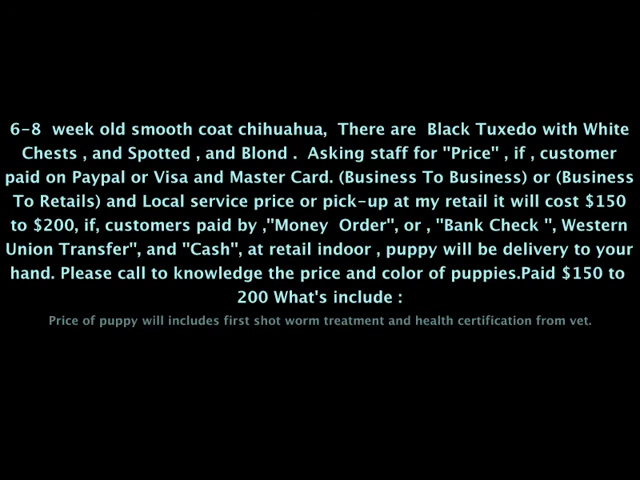 6-8 week old smooth coat chihuahua, There are Black Tuxedo with White
Chests , and Spotted , and Blond . Asking staff for "Price" , if , customer
paid on Paypal or Visa and Master Card. (Business To Business) or (Business
To Retails) and Local service price or pick-up at my retail it will cost $150
to $200, if, customers paid by ,"Money Order", or , "Bank Check ", Western
Union Transfer", and "Cash", at retail indoor , puppy will be delivery to your
hand. Please call to knowledge the price and color of puppies.Paid $150 to
200 What's include :
Price of puppy will includes first shot worm treatment and health certification from vet.